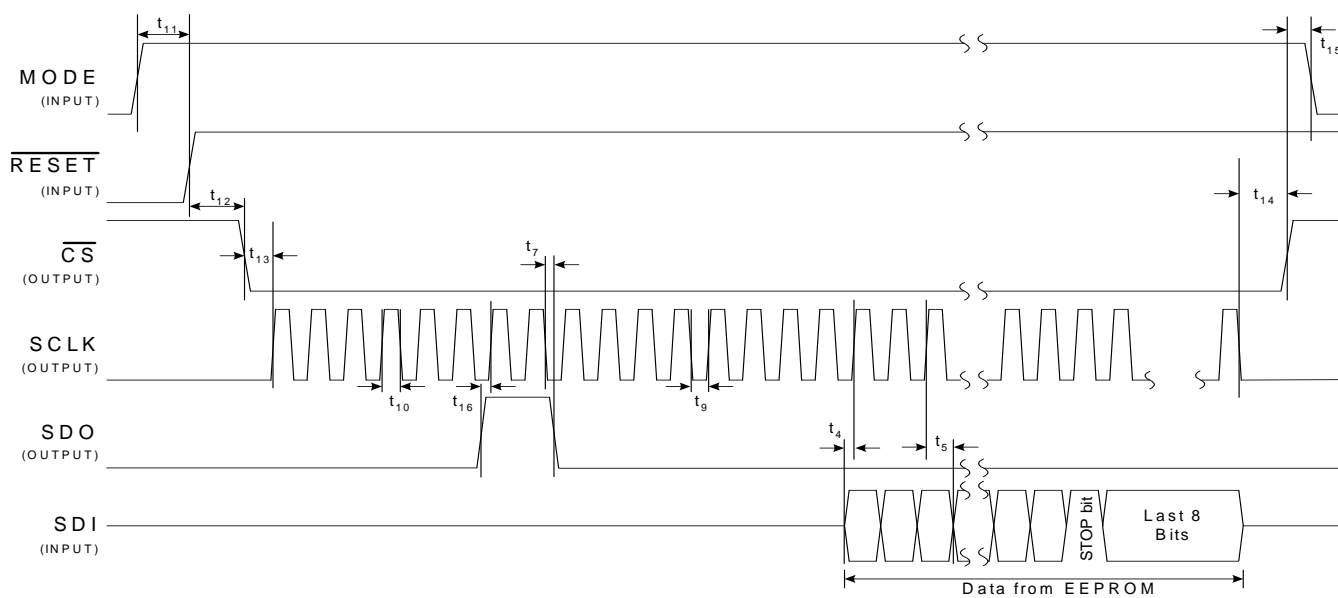 t11
t15
MODE
(INPUT)
RESET
(INPUT)
t12
t14
CS
(OUTPUT)
t13
t7
SCLK
(OUTPUT)
t10
t16
t9
SDO
(OUTPUT)
t4
t5
SDI
(INPUT)
STOP bit
Last 8
Bits
Data from EEPROM